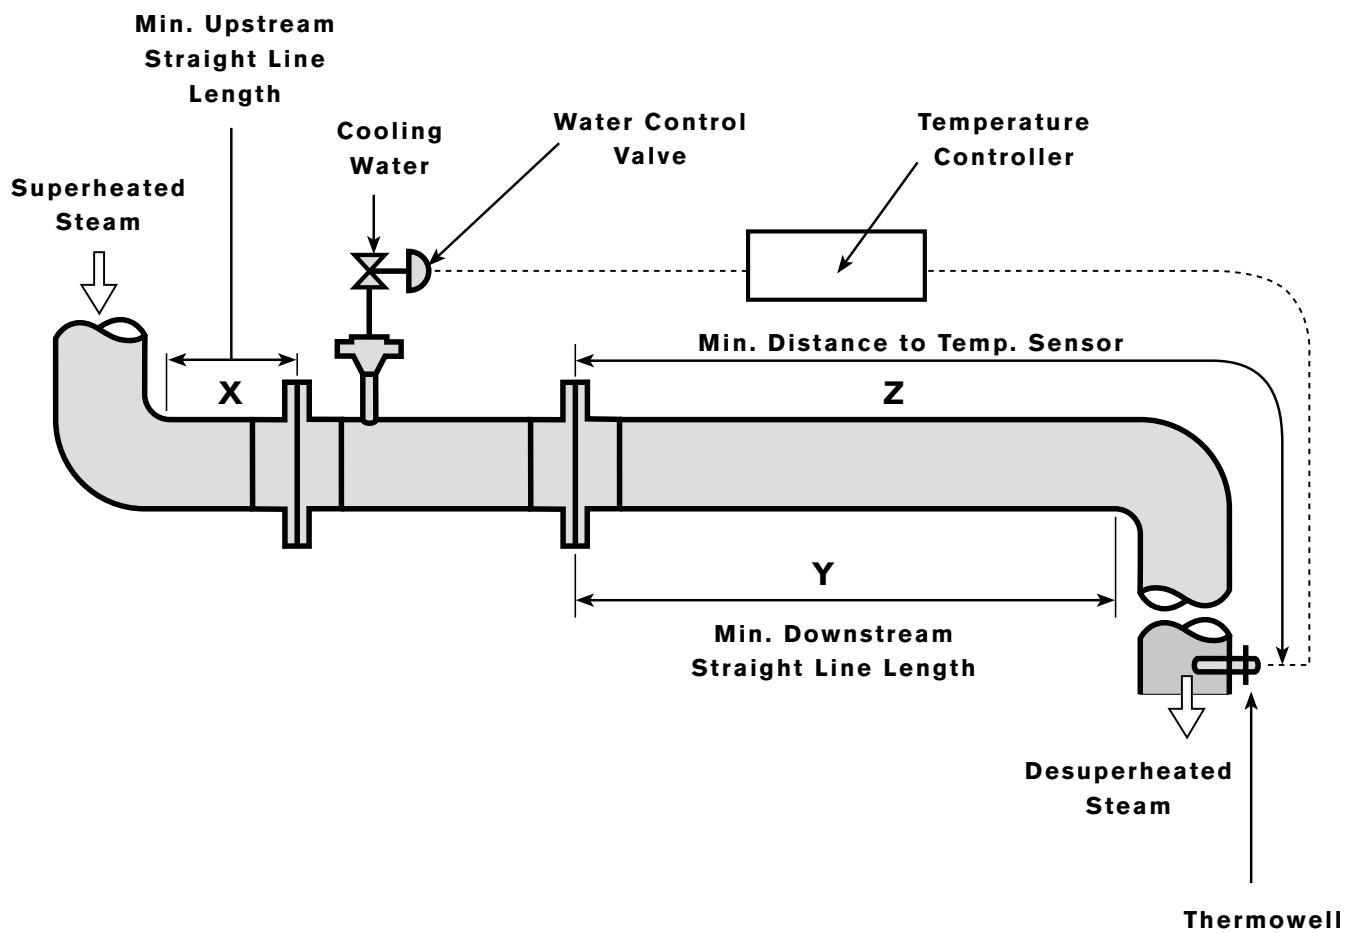 Min. Upstream
Straight Line
Length
Cooling
Water
Water Control
Valve
Temperature
Controller
Superheated
Steam
Min. Distance to Temp. Sensor
X
Z
Y
Min. Downstream
Straight Line Length
Desuperheated
Steam
Thermowell